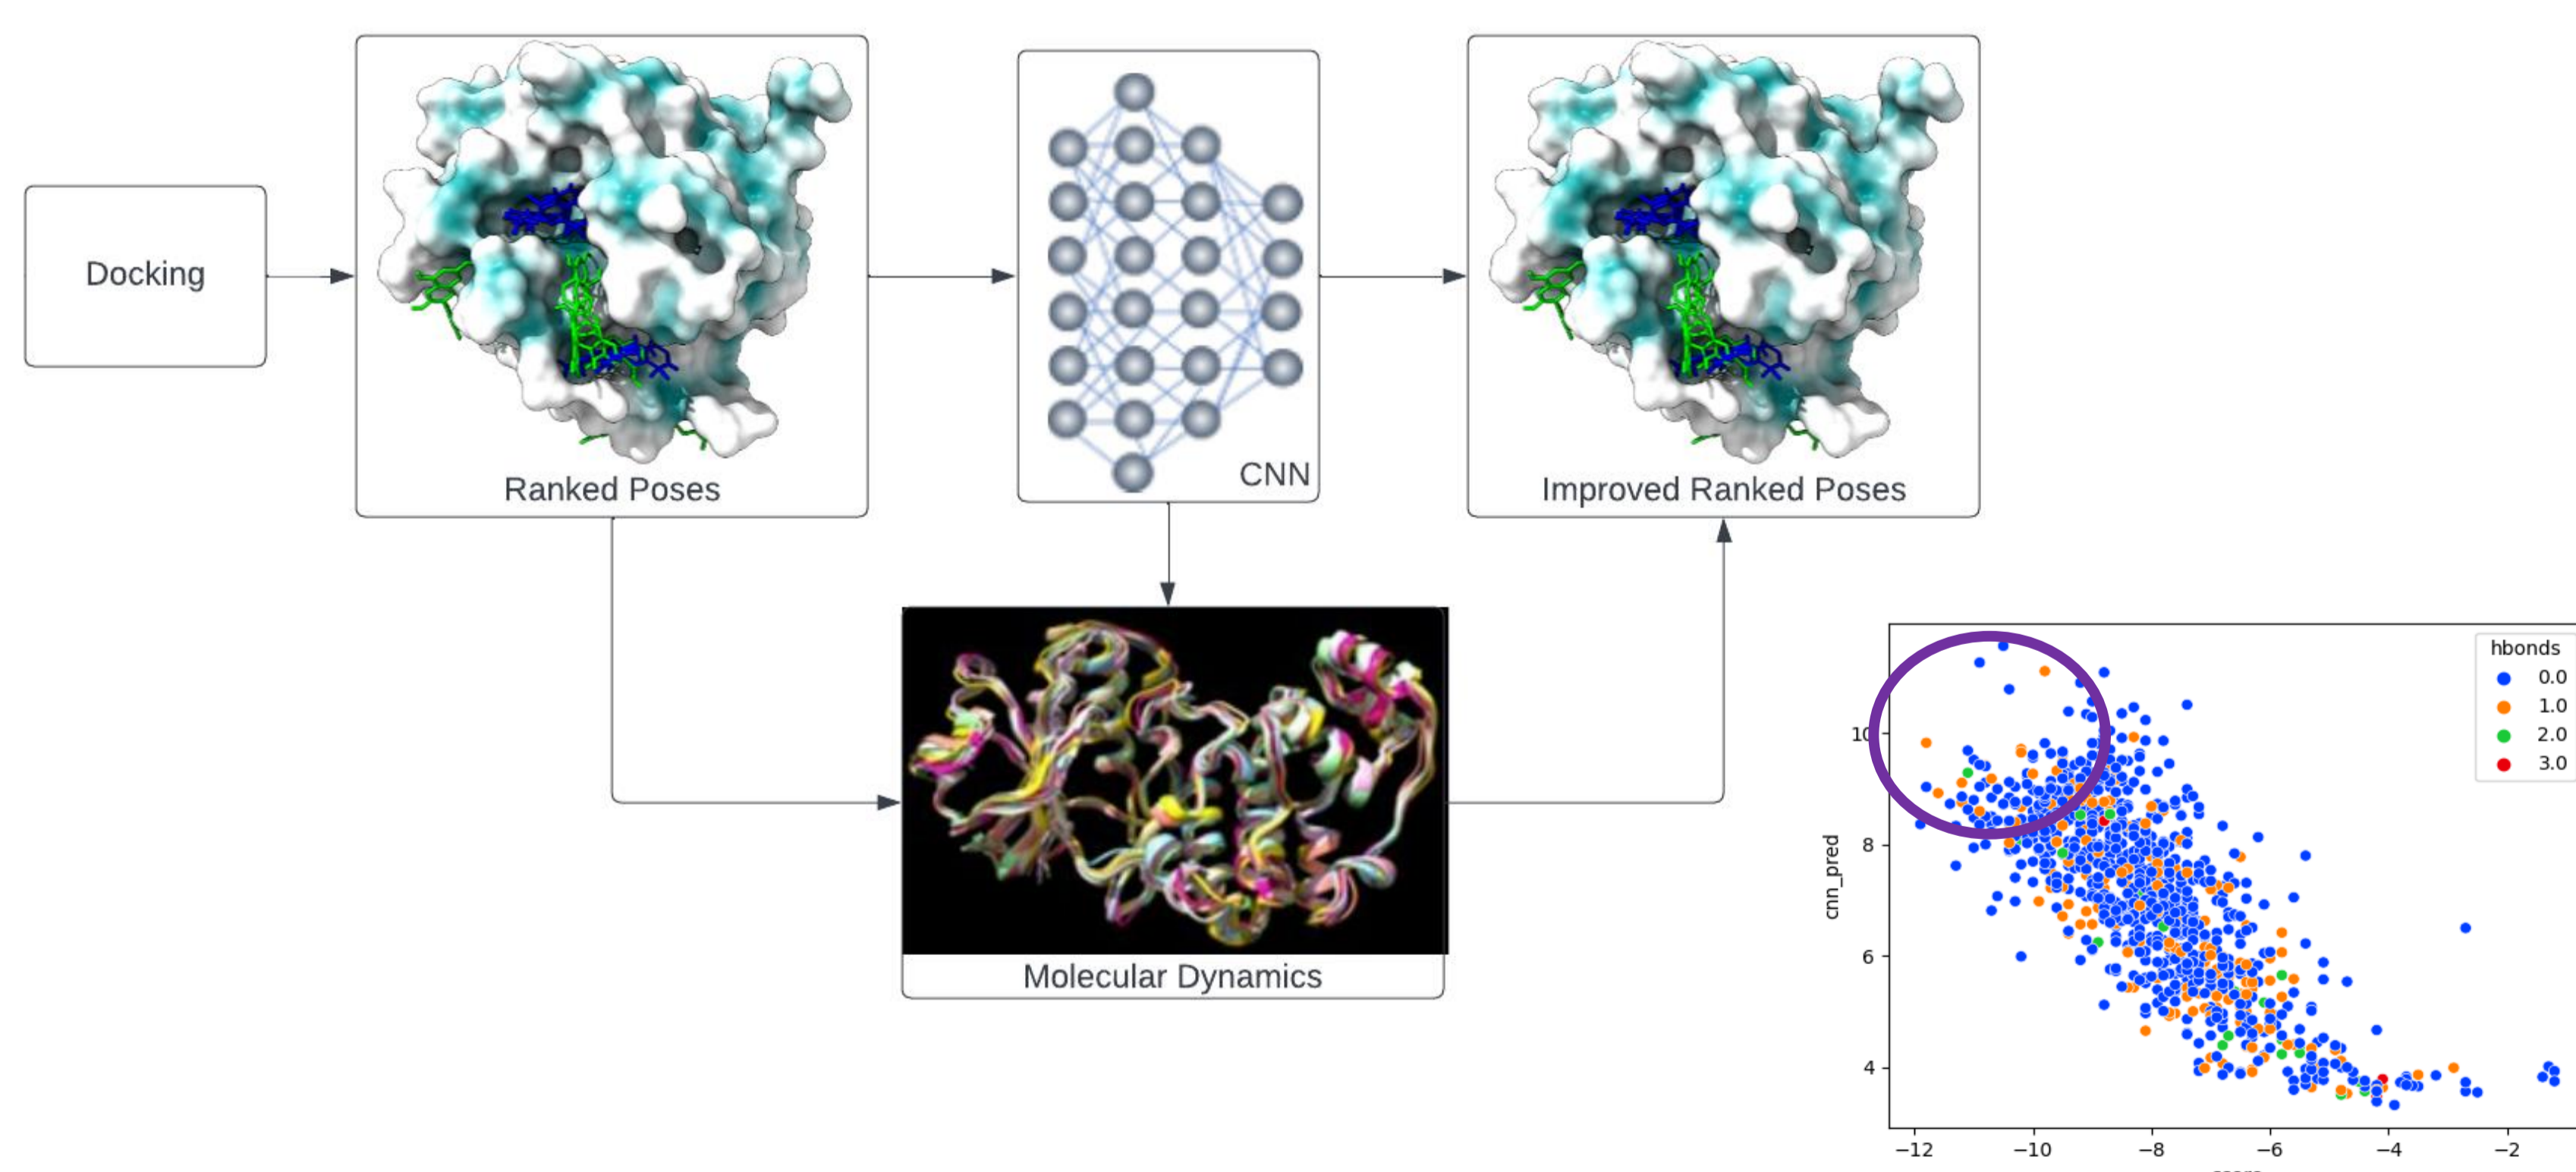 Docking
Ranked Poses
CNN
Improved Ranked Poses
Molecular Dynamics
hbonds
0.0
1.0
2.0
3.0
10
8
6
4
cnn_pred
−12
−10
−8
−6
−4
−2